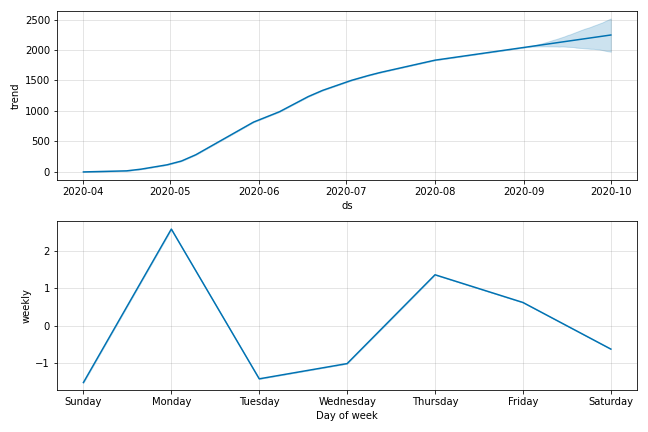 2500
2000
1500
1000
500
0
trend
2020-04 2020-05 2020-06 2020-07 2020-08 2020-09 2020-10
ds
2
1
0
−1
weekly
Sunday Monday Tuesday Wednesday Thursday Friday Saturday
Day of week